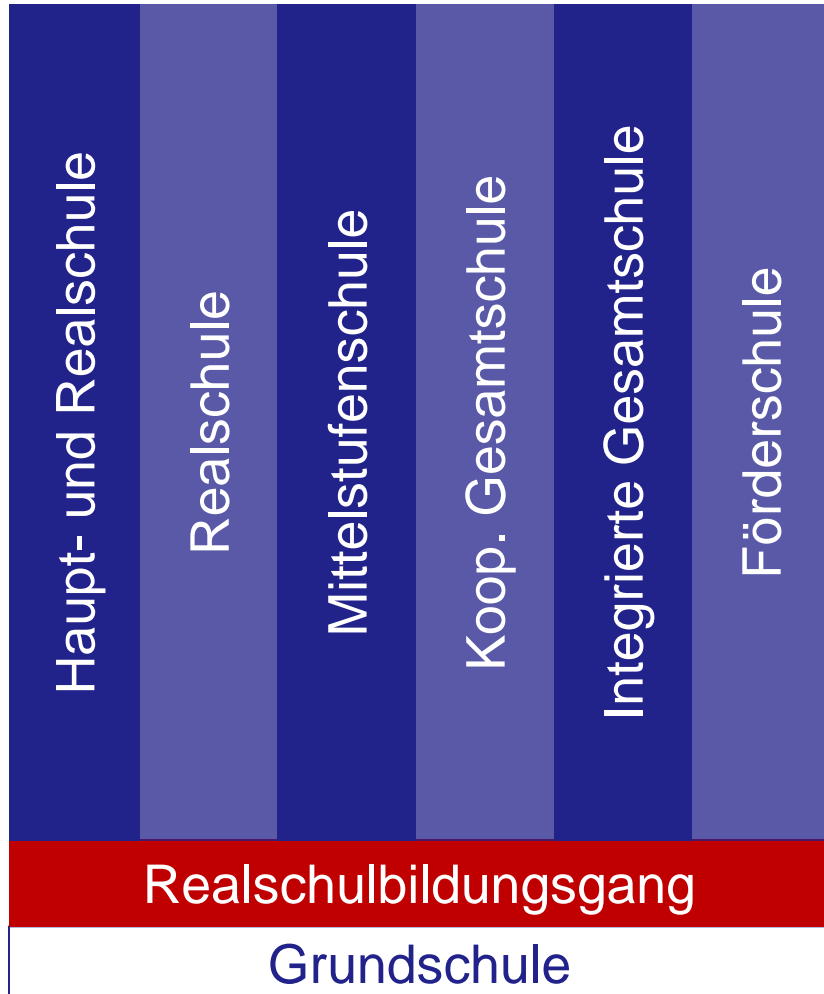 Haupt- und Realschule
Realschule
Mittelstufenschule
Koop. Gesamtschule
Integrierte Gesamtschule
Förderschule
Realschulbildungsgang
Grundschule